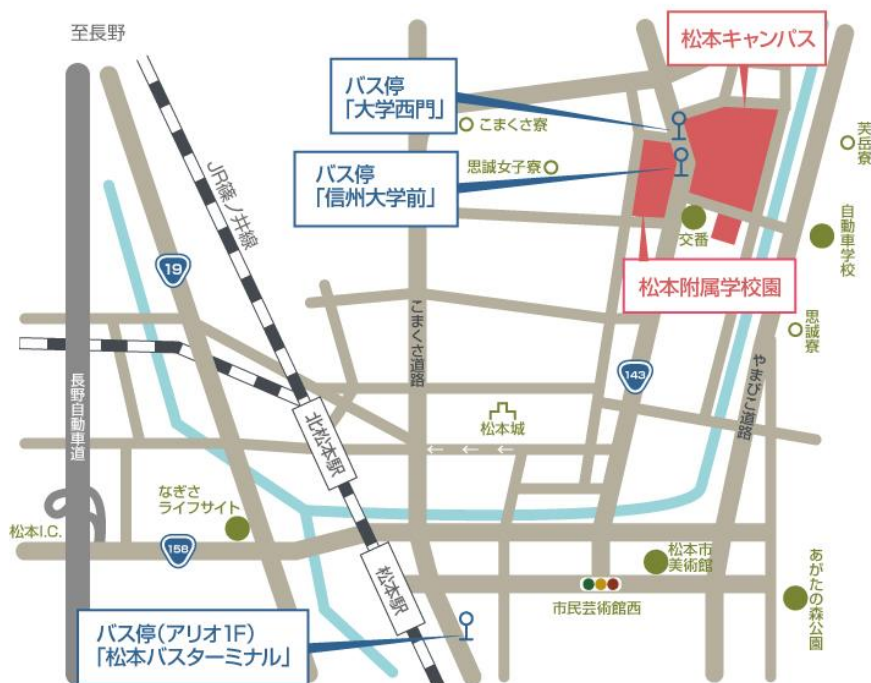 至長野
松本キャンパス
バス停
「大学西門」
こまくさ寮
芙岳寮
バス停
「信州大学前」
思誠女子寮
JR篠ノ井線
交番
自動車学校
19
松本附属学校園
こまくさ道路
思誠寮
143
やまびこ道路
長野自動車道
松本城
← ← ←
北松本駅
なぎさ
ライフサイト
松本I.C.
158
松本駅
松本市
美術館
市民芸術館西
あがたの森公園
バス停(アリオ1F)
「松本バスターミナル」